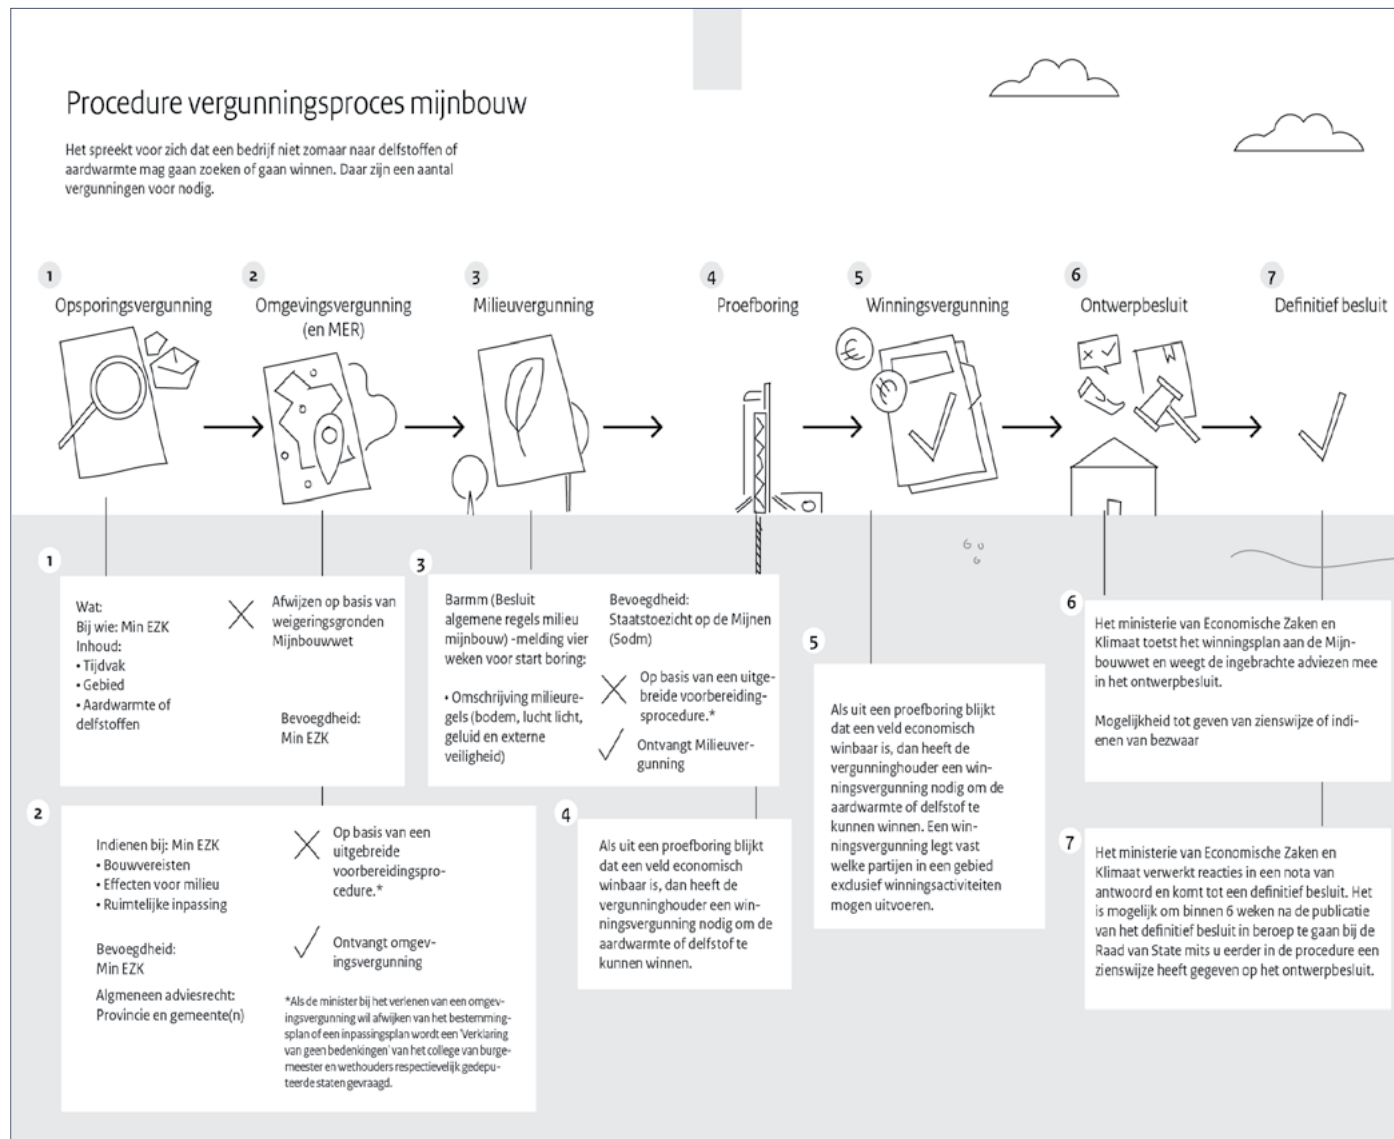 Procedure vergunningsproces mijnbouw
Het spreekt voor zich dat een bedrijf niet zomaar naar delfstoffen of
aardwarmte mag gaan zoeken of gaan winnen. Daar zijn een aantal
vergunningen voor nodig.
1
Opsporingsvergunning
2
Omgevingsvergunning
(en MER)
3
Milieuvergunning
4
Proefboring
5
Winningsvergunning
€
€
6
Ontwerpbesluit
7
Definitief besluit
1
Wat:
Bij wie: Min EZK
Inhoud:
• Tijdvak
• Gebied
• Aardwarmte of
delfstoffen
Afwijzen op basis van
weigeringsgronden
Mijnbouwwet
Bevoegdheid:
Min EZK
2
Indienen bij: Min EZK
• Bouwvereisten
• Effecten voor milieu
• Ruimtelijke inpassing
Bevoegdheid:
Min EZK
Algmeneen adviesrecht:
Provincie en gemeente(n)
Op basis van een
uitgebreide
voorbereidingspro-
cedure.*
Ontvangt omgev-
ingsvergunning
*Als de minister bij het verlenen van een omgev-
ingsvergunning wil afwijken van het bestemming-
splan of een inpassingsplan wordt een 'Verklaring
van geen bedenkingen' van het college van burge-
meester en wethouders respectievelijk gedepu-
teerde staten gevraagd.
3
Barmm (Besluit
algemene regels milieu
mijnbouw) -melding vier
weken voor start boring:
• Omschrijving milieure-
gels (bodem, lucht licht,
geluid en externe
veiligheid)
Bevoegdheid:
Staatstoezicht op de Mijnen
(Sodm)
Op basis van een uitge-
breide voorbereiding-
sprocedure.*
Ontvangt Milieuver-
gunning
4
Als uit een proefboring blijkt
dat een veld economisch
winbaar is, dan heeft de
vergunninghouder een win-
ningsvergunning nodig om de
aardwarmte of delfstof te
kunnen winnen.
5
Als uit een proefboring blijkt
dat een veld economisch
winbaar is, dan heeft de
vergunninghouder een win-
ningsvergunning nodig om de
aardwarmte of delfstof te
kunnen winnen. Een win-
ningsvergunning legt vast
welke partijen in een gebied
exclusief winningsactiviteiten
mogen uitvoeren.
6
Het ministerie van Economische Zaken en
Klimaat toetst het winningsplan aan de Mijn-
bouwwet en weegt de ingebrachte adviezen mee
in het ontwerpbesluit.
Mogelijkheid tot geven van zienswijze of indi-
enen van bezwaar
7
Het ministerie van Economische Zaken en
Klimaat verwerkt reacties in een nota van
antwoord en komt tot een definitief besluit. Het
is mogelijk om binnen 6 weken na de publicatie
van het definitief besluit in beroep te gaan bij de
Raad van State mits u eerder in de procedure een
zienswijze heeft gegeven op het ontwerpbesluit.